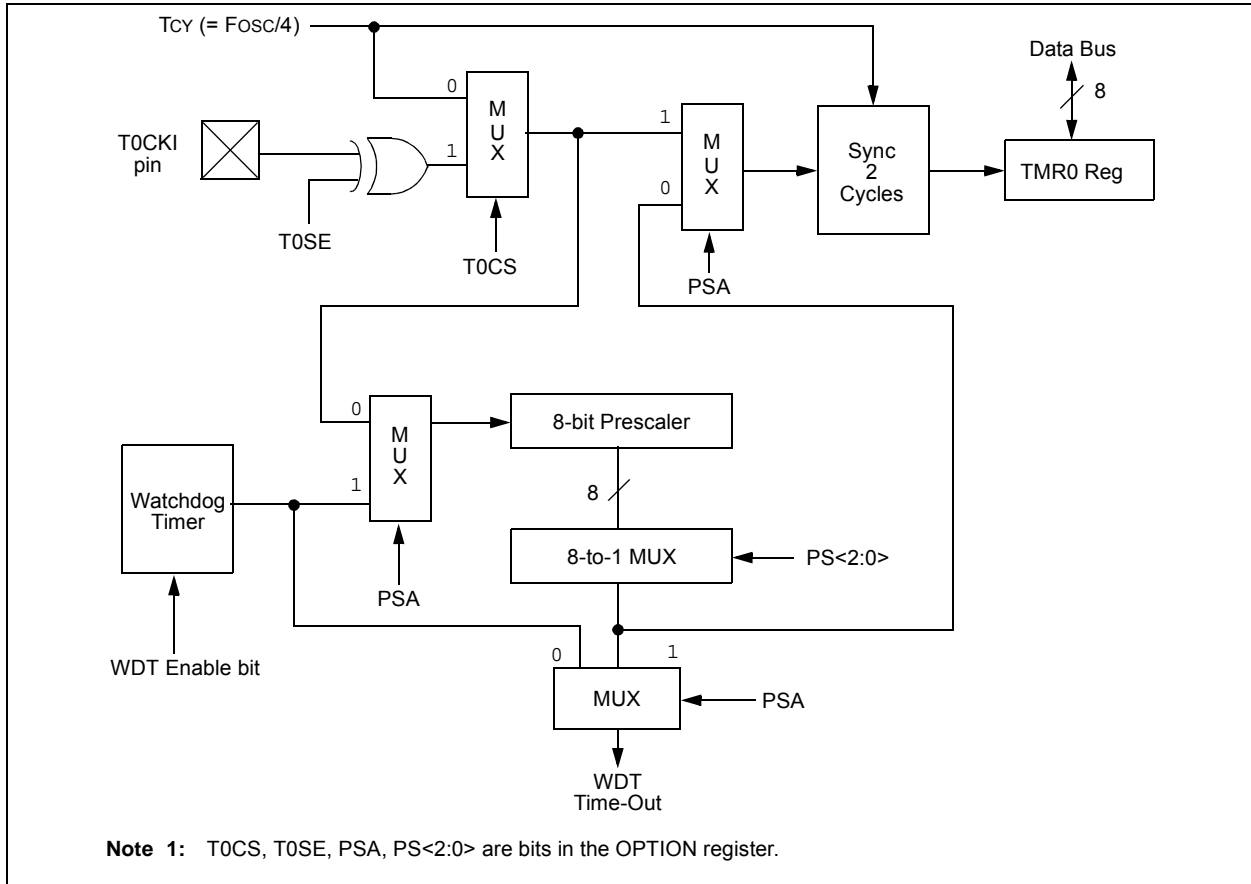 TCY (= FOSC/4)
Data Bus
8
0
M
U
X
1
T0CKI
pin
T0SE
T0CS
1
M
U
X
0
PSA
Sync
2
Cycles
TMR0 Reg
0
M
U
X
1
8-bit Prescaler
Watchdog
Timer
8
8-to-1 MUX
PS<2:0>
PSA
WDT Enable bit
0
1
MUX
PSA
WDT
Time-Out
Note 1: T0CS, T0SE, PSA, PS<2:0> are bits in the OPTION register.